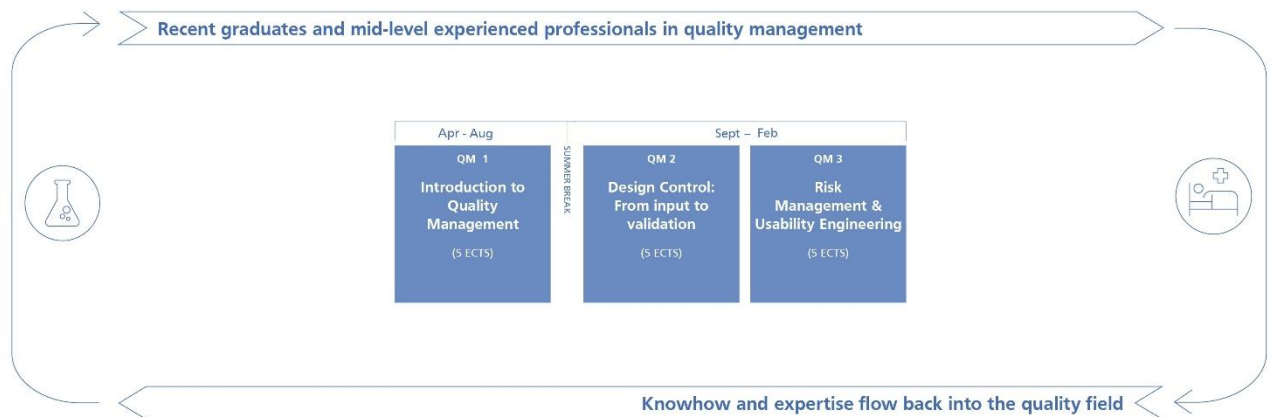 Recent graduates and mid-level experienced professionals in quality management
Apr - Aug
Sept – Feb
QM 1
Introduction to
Quality
Management
(5 ECTS)
SUMMER BREAK
QM 2
Design Control:
From input to
validation
(5 ECTS)
QM 3
Risk
Management &
Usability Engineering
(5 ECTS)
Knowhow and expertise flow back into the quality field